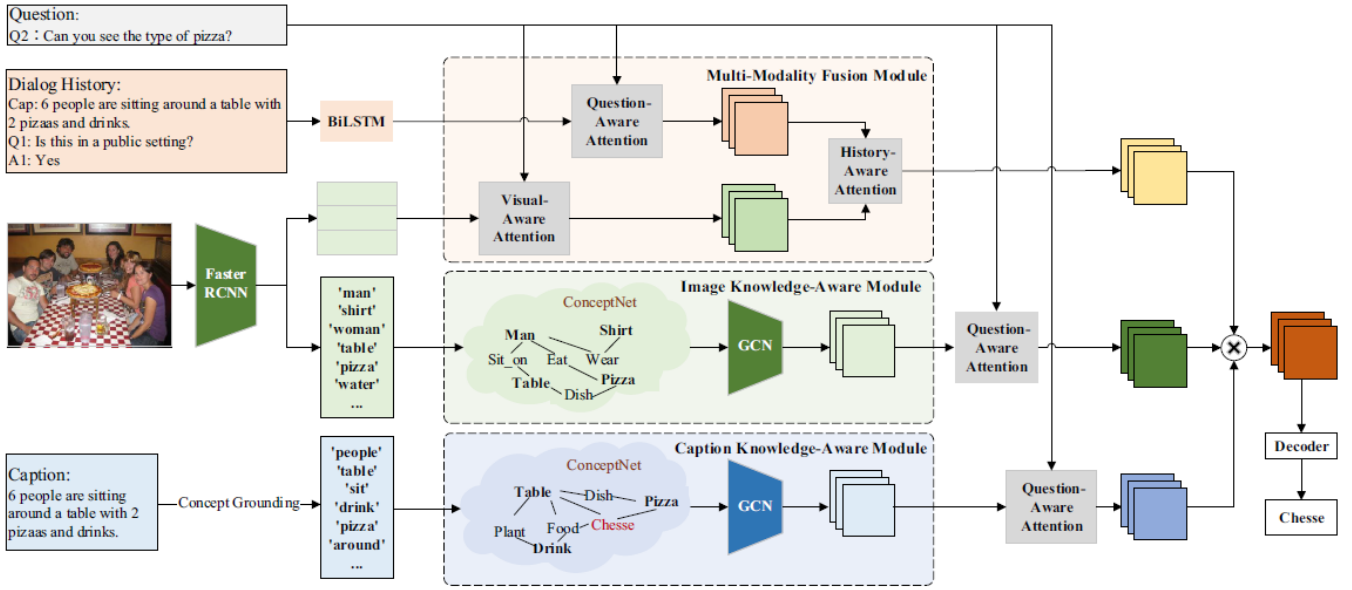 Question:
Q2：Can you see the type of pizza?
Dialog History:
Cap: 6 people are sitting around a table with
2 pizaas and drinks.
Q1: Is this in a public setting?
A1: Yes
BiLSTM
Multi-Modality Fusion Module
Question-
Aware
Attention
History-
Aware
Attention
Visual-
Aware
Attention
Faster
RCNN
'man'
'shirt'
'woman'
'table'
'pizza'
'water'
...
Image Knowledge-Aware Module
ConceptNet
Man
Shirt
Sit_on
Eat
Wear
Table
Pizza
Dish
GCN
Question-
Aware
Attention
Caption:
6 people are sitting
around a table with 2
pizaas and drinks.
Concept Grounding
'people'
'table'
'sit'
'drink'
'pizza'
'around'
...
Caption Knowledge-Aware Module
ConceptNet
Table
Dish
Pizza
Plant
Food
Chesse
Drink
GCN
Question-
Aware
Attention
Decoder
Chesse